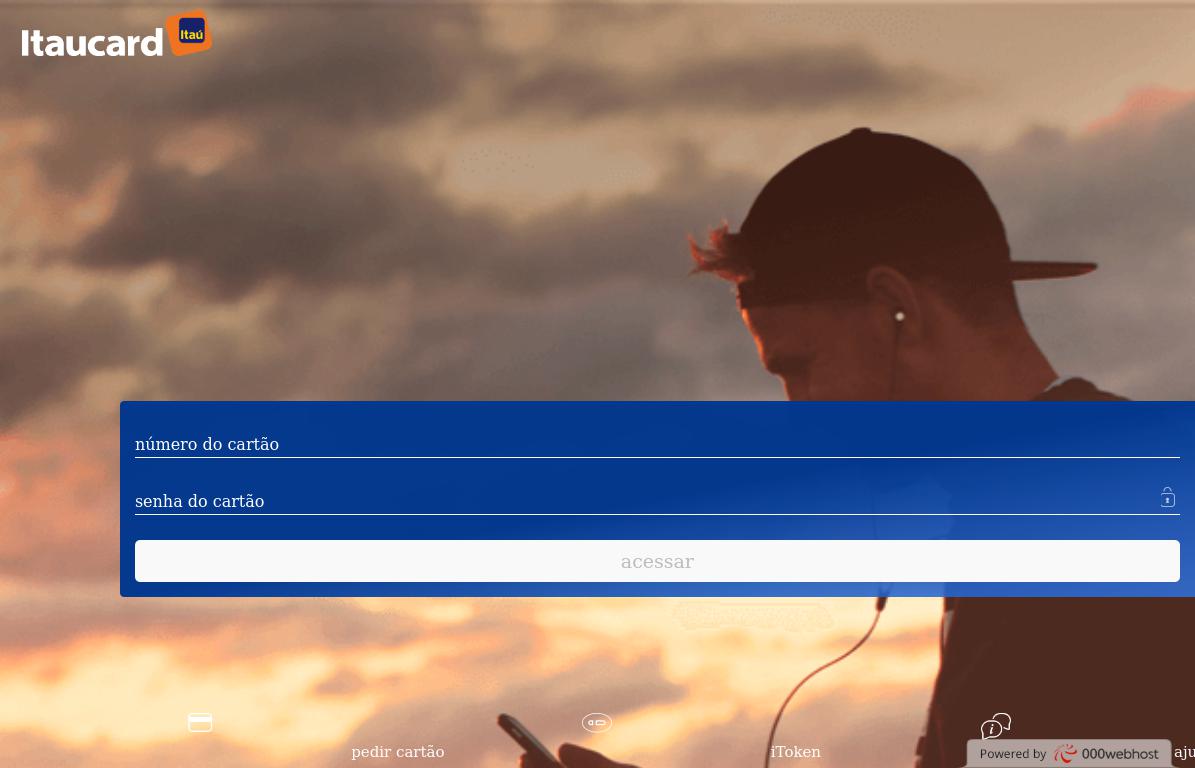 Itaucard Itaú
número do cartão
senha do cartão
acessar
pedir cartão
iToken
aju
Powered by 000webhost